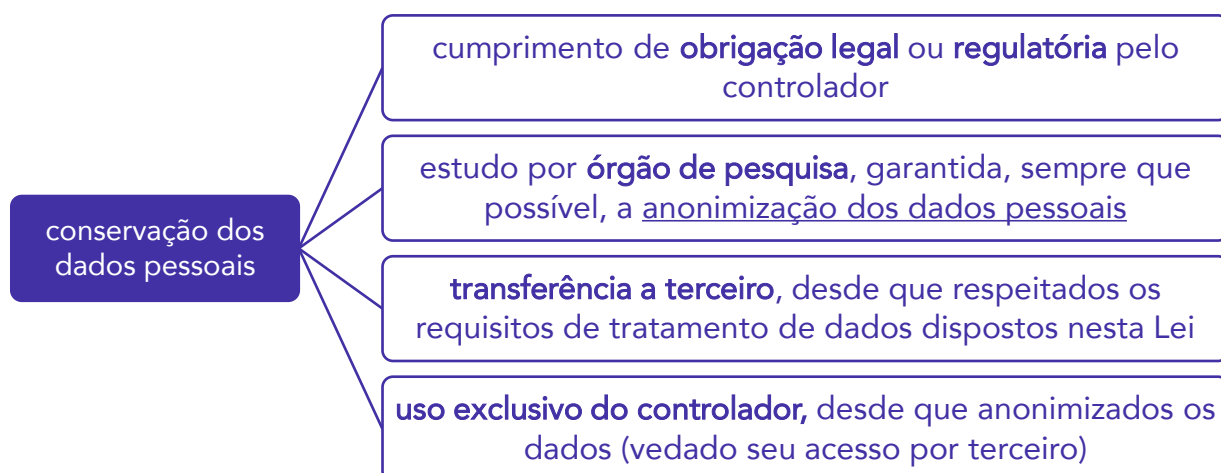 cumprimento de obrigação legal ou regulatória pelo
controlador
estudo por órgão de pesquisa, garantida, sempre que
possível, a anonimização dos dados pessoais
conservação dos
dados pessoais
transferência a terceiro, desde que respeitados os
requisitos de tratamento de dados dispostos nesta Lei
uso exclusivo do controlador, desde que anonimizados os
dados (vedado seu acesso por terceiro)